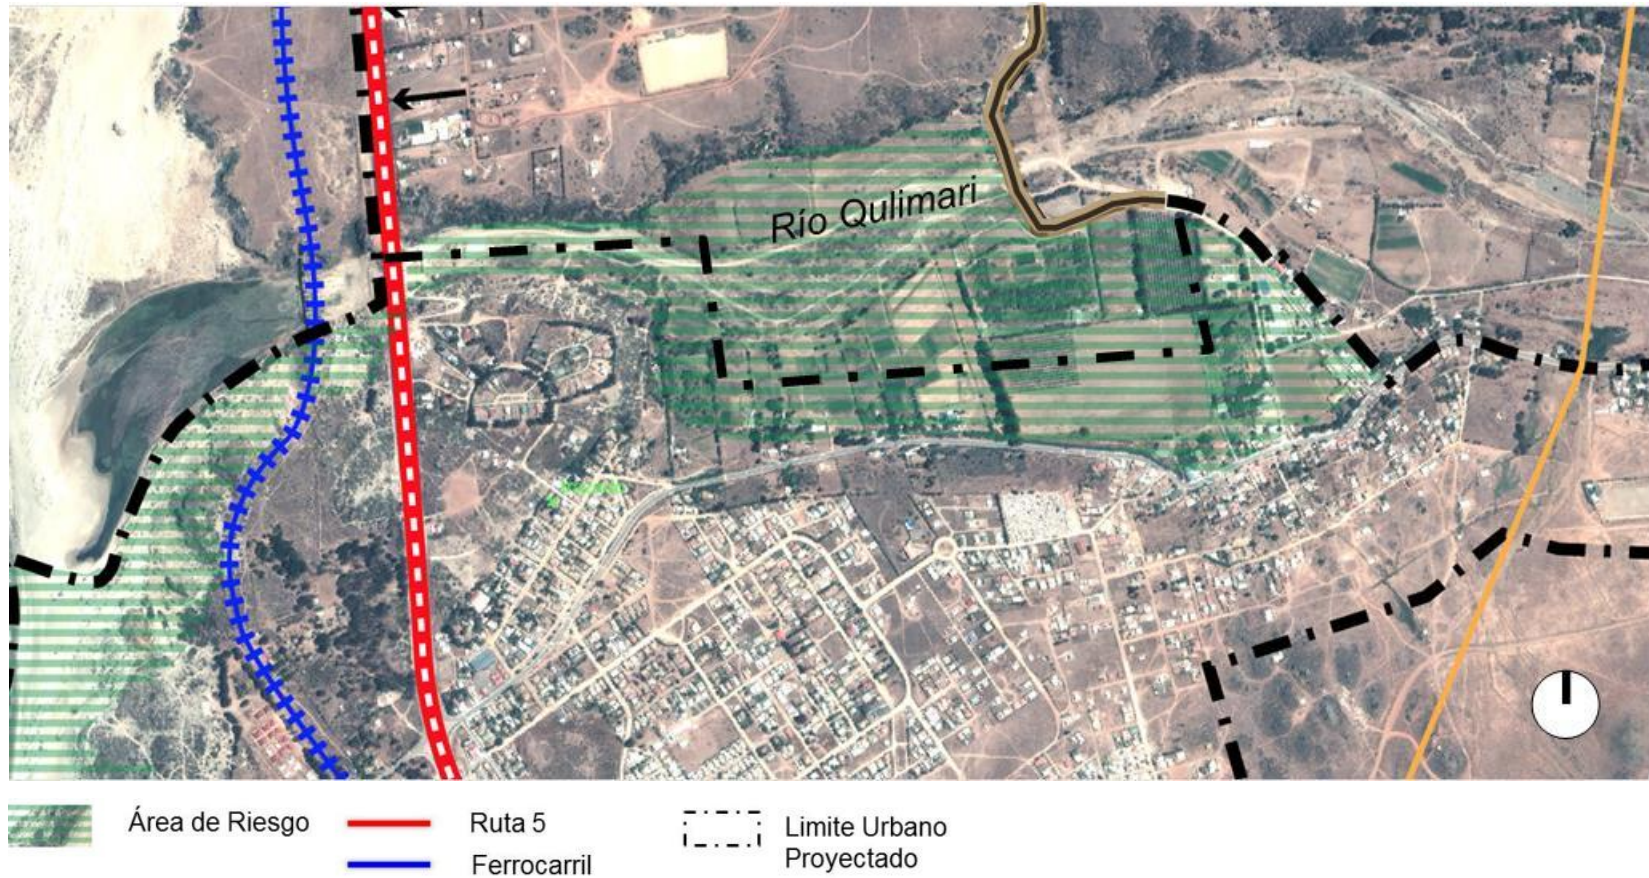 Río Qulimari
Área de Riesgo
Ruta 5
Limite Urbano
Proyectado
Ferrocarril